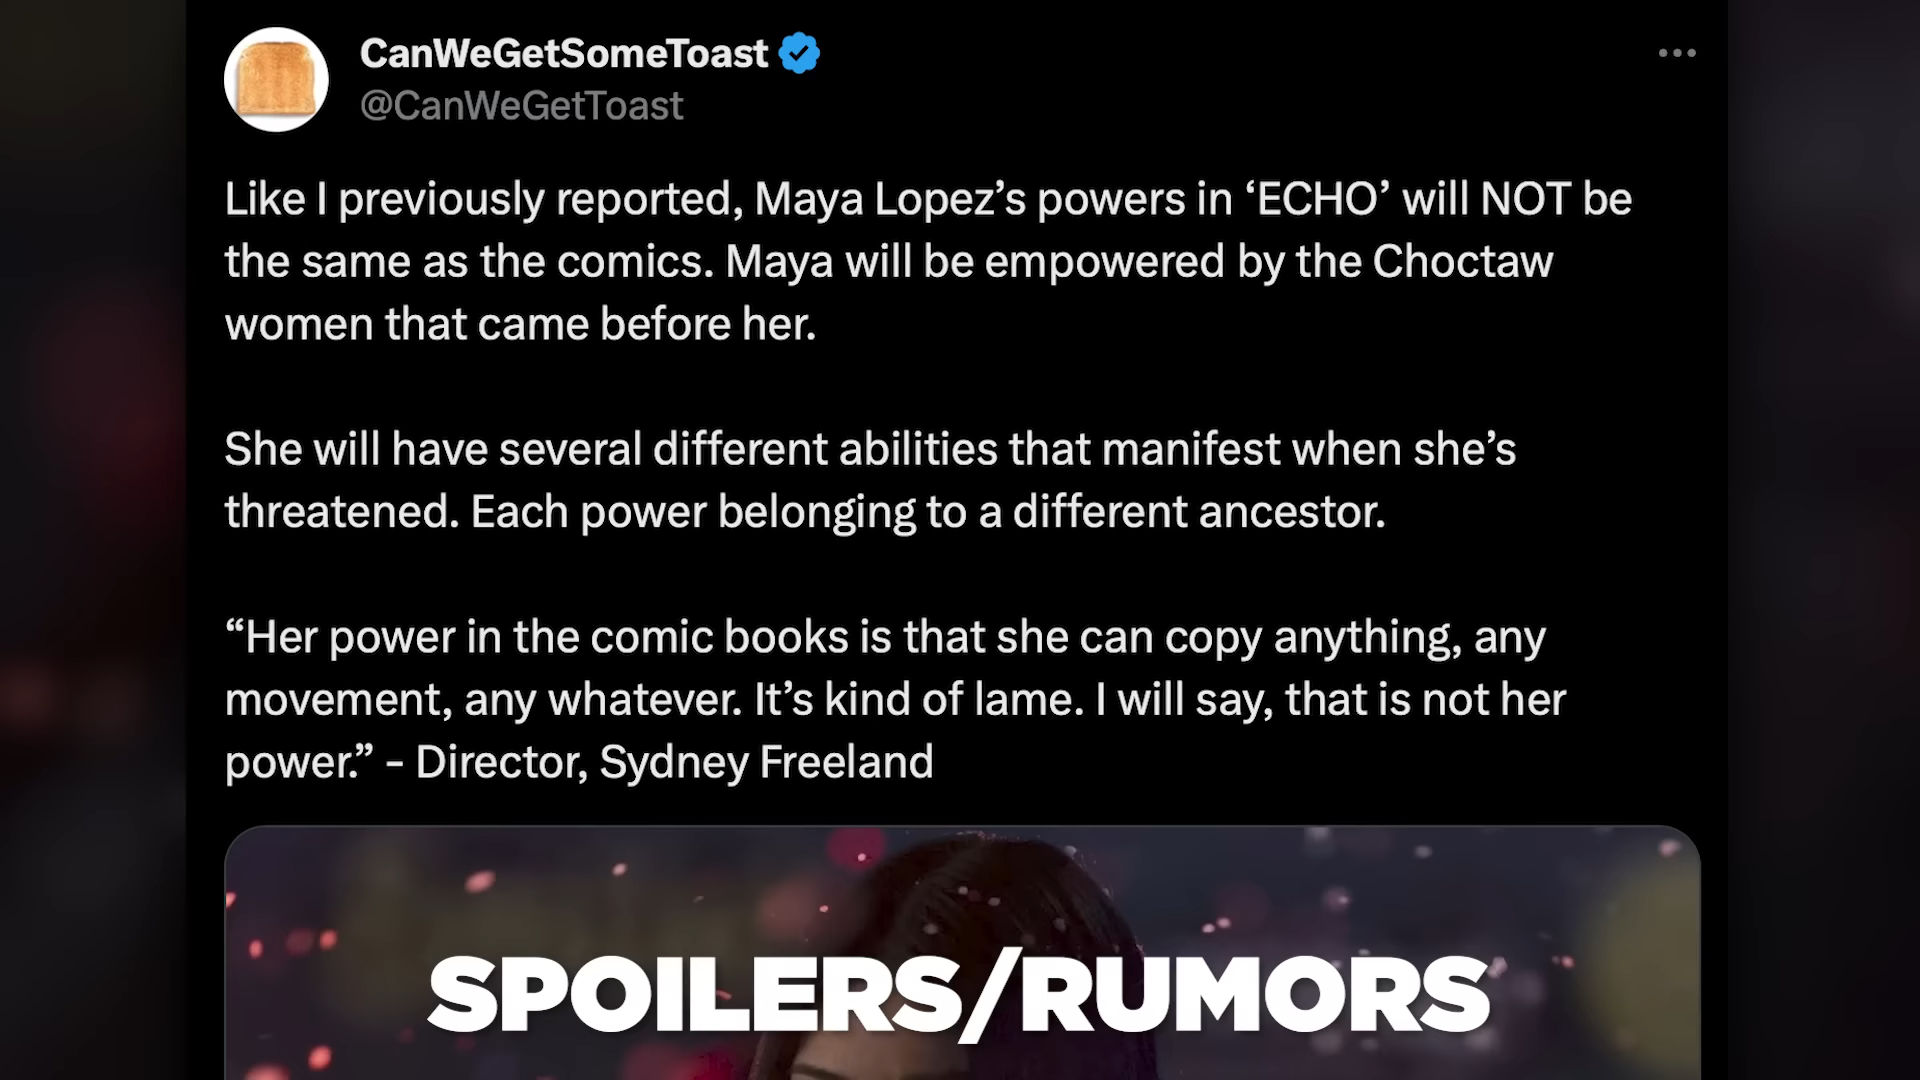 CanWeGetSomeToast
@CanWeGetToast
Like I previously reported, Maya Lopez’s powers in ‘ECHO’ will NOT be
the same as the comics. Maya will be empowered by the Choctaw
women that came before her.
She will have several different abilities that manifest when she’s
threatened. Each power belonging to a different ancestor.
“Her power in the comic books is that she can copy anything, any
movement, any whatever. It’s kind of lame. I will say, that is not her
power.” - Director, Sydney Freeland
SPOILERS/RUMORS